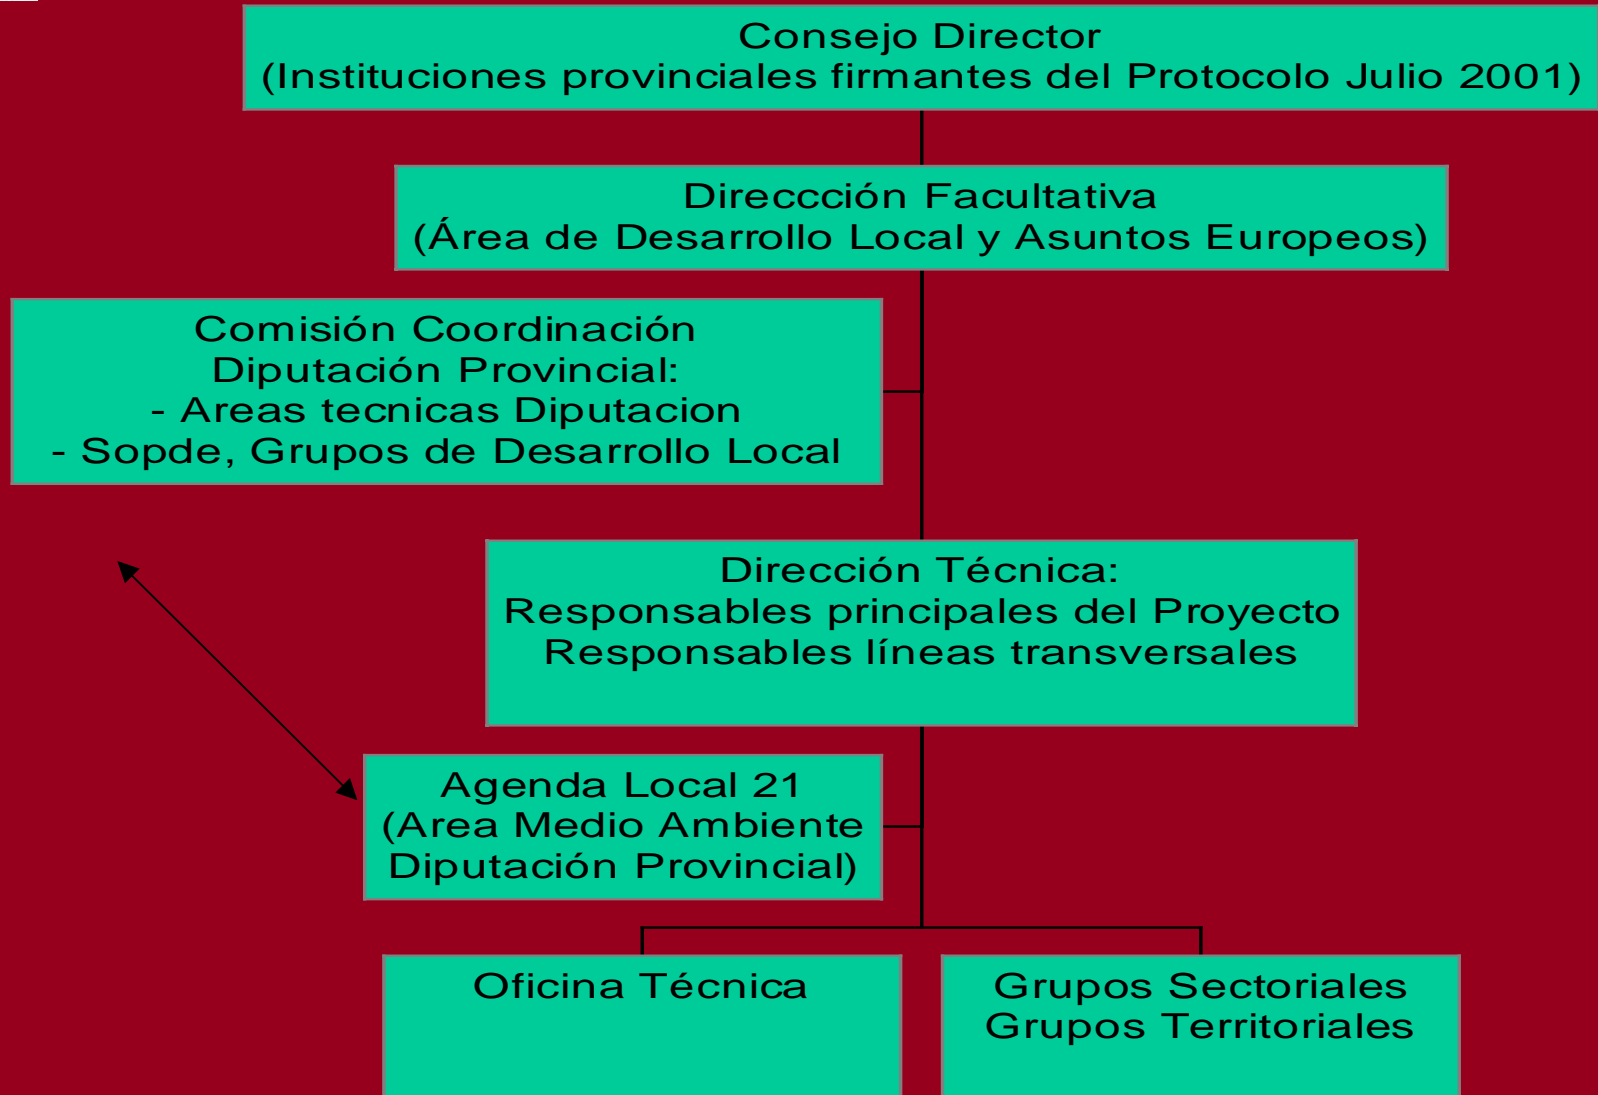 Consejo Director
(Instituciones provinciales firmantes del Protocolo Julio 2001)
Direccción Facultativa
(Área de Desarrollo Local y Asuntos Europeos)
Comisión Coordinación
Diputación Provincial:
- Areas tecnicas Diputacion
- Sopde, Grupos de Desarrollo Local
Dirección Técnica:
Responsables principales del Proyecto
Responsables líneas transversales
Agenda Local 21
(Area Medio Ambiente
Diputación Provincial)
Oficina Técnica
Grupos Sectoriales
Grupos Territoriales